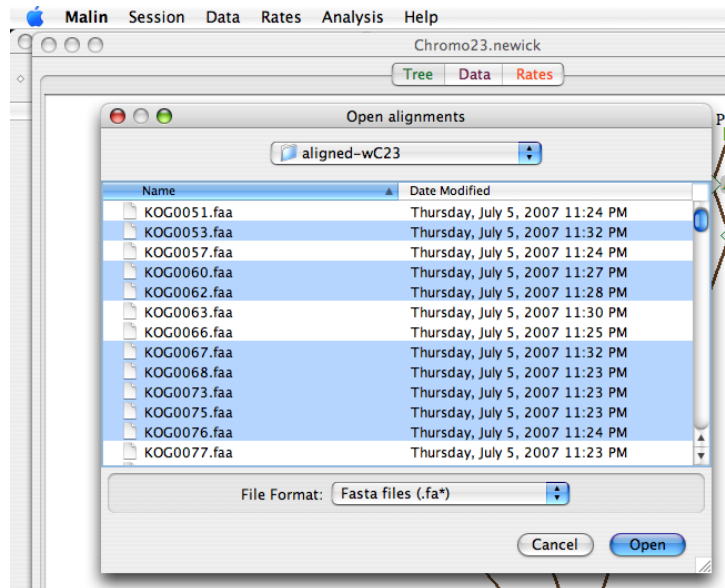 Malin Session Data Rates Analysis Help
Chromo23.newick
Tree Data Rates
Open alignments
P
aligned-wC23
Name Date Modified
KOG0051.faa Thursday, July 5, 2007 11:24 PM
KOG0053.faa Thursday, July 5, 2007 11:32 PM
KOG0057.faa Thursday, July 5, 2007 11:24 PM
KOG0060.faa Thursday, July 5, 2007 11:27 PM
KOG0062.faa Thursday, July 5, 2007 11:28 PM
KOG0063.faa Thursday, July 5, 2007 11:30 PM
KOG0066.faa Thursday, July 5, 2007 11:25 PM
KOG0067.faa Thursday, July 5, 2007 11:32 PM
KOG0068.faa Thursday, July 5, 2007 11:23 PM
KOG0073.faa Thursday, July 5, 2007 11:23 PM
KOG0075.faa Thursday, July 5, 2007 11:23 PM
KOG0076.faa Thursday, July 5, 2007 11:24 PM
KOG0077.faa Thursday, July 5, 2007 11:23 PM
File Format: Fasta files (.fa*)
Cancel Open